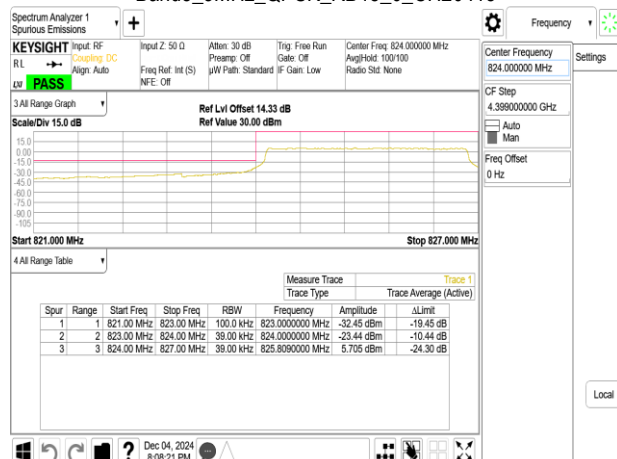 Spectrum Analyzer 1
Spurious Emissions
Frequency
KEYSIGHT
RL
PASS
Input: RF
Coupling: DC
Align: Auto
Input Z: 50 Ω
Freq Ref: Int (S)
NFE: Off
Atten: 30 dB
Preamp: Off
µW Path: Standard
Trig: Free Run
Gate: Off
IF Gain: Low
Center Freq: 824.000000 MHz
Avg|Hold: 100/100
Radio Std: None
Center Frequency
824.000000 MHz
Settings
CF Step
4.399000000 GHz
Auto
Man
Freq Offset
0 Hz
Local
3 All Range Graph
Scale/Div 15.0 dB
Ref Lvl Offset 14.33 dB
Ref Value 30.00 dBm
15.0
0.00
-15.0
-30.0
-45.0
-60.0
-75.0
-90.0
-105
Start 821.000 MHz
Stop 827.000 MHz
4 All Range Table
Measure Trace Trace 1
Trace Type Trace Average (Active)
Spur Range Start Freq Stop Freq RBW Frequency Amplitude ΔLimit
1 1 821.00 MHz 823.00 MHz 100.0 kHz 823.0000000 MHz -32.45 dBm -19.45 dB
2 2 823.00 MHz 824.00 MHz 39.00 kHz 824.0000000 MHz -23.44 dBm -10.44 dB
3 3 824.00 MHz 827.00 MHz 39.00 kHz 825.8090000 MHz 5.705 dBm -24.30 dB
?
Dec 04, 2024
8:08:21 PM